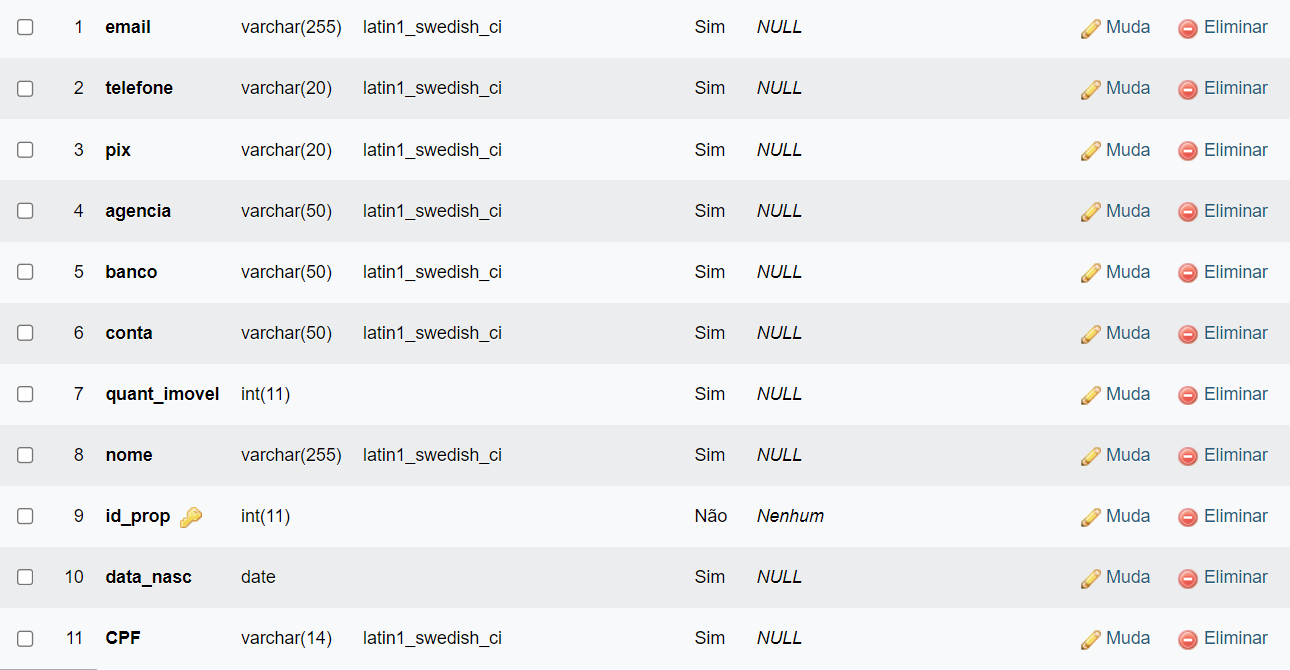 1 email varchar(255) latin1_swedish_ci Sim NULL Muda Eliminar
2 telefone varchar(20) latin1_swedish_ci Sim NULL Muda Eliminar
3 pix varchar(20) latin1_swedish_ci Sim NULL Muda Eliminar
4 agencia varchar(50) latin1_swedish_ci Sim NULL Muda Eliminar
5 banco varchar(50) latin1_swedish_ci Sim NULL Muda Eliminar
6 conta varchar(50) latin1_swedish_ci Sim NULL Muda Eliminar
7 quant_imovel int(11) Sim NULL Muda Eliminar
8 nome varchar(255) latin1_swedish_ci Sim NULL Muda Eliminar
9 id_prop int(11) Não Nenhum Muda Eliminar
10 data_nasc date Sim NULL Muda Eliminar
11 CPF varchar(14) latin1_swedish_ci Sim NULL Muda Eliminar